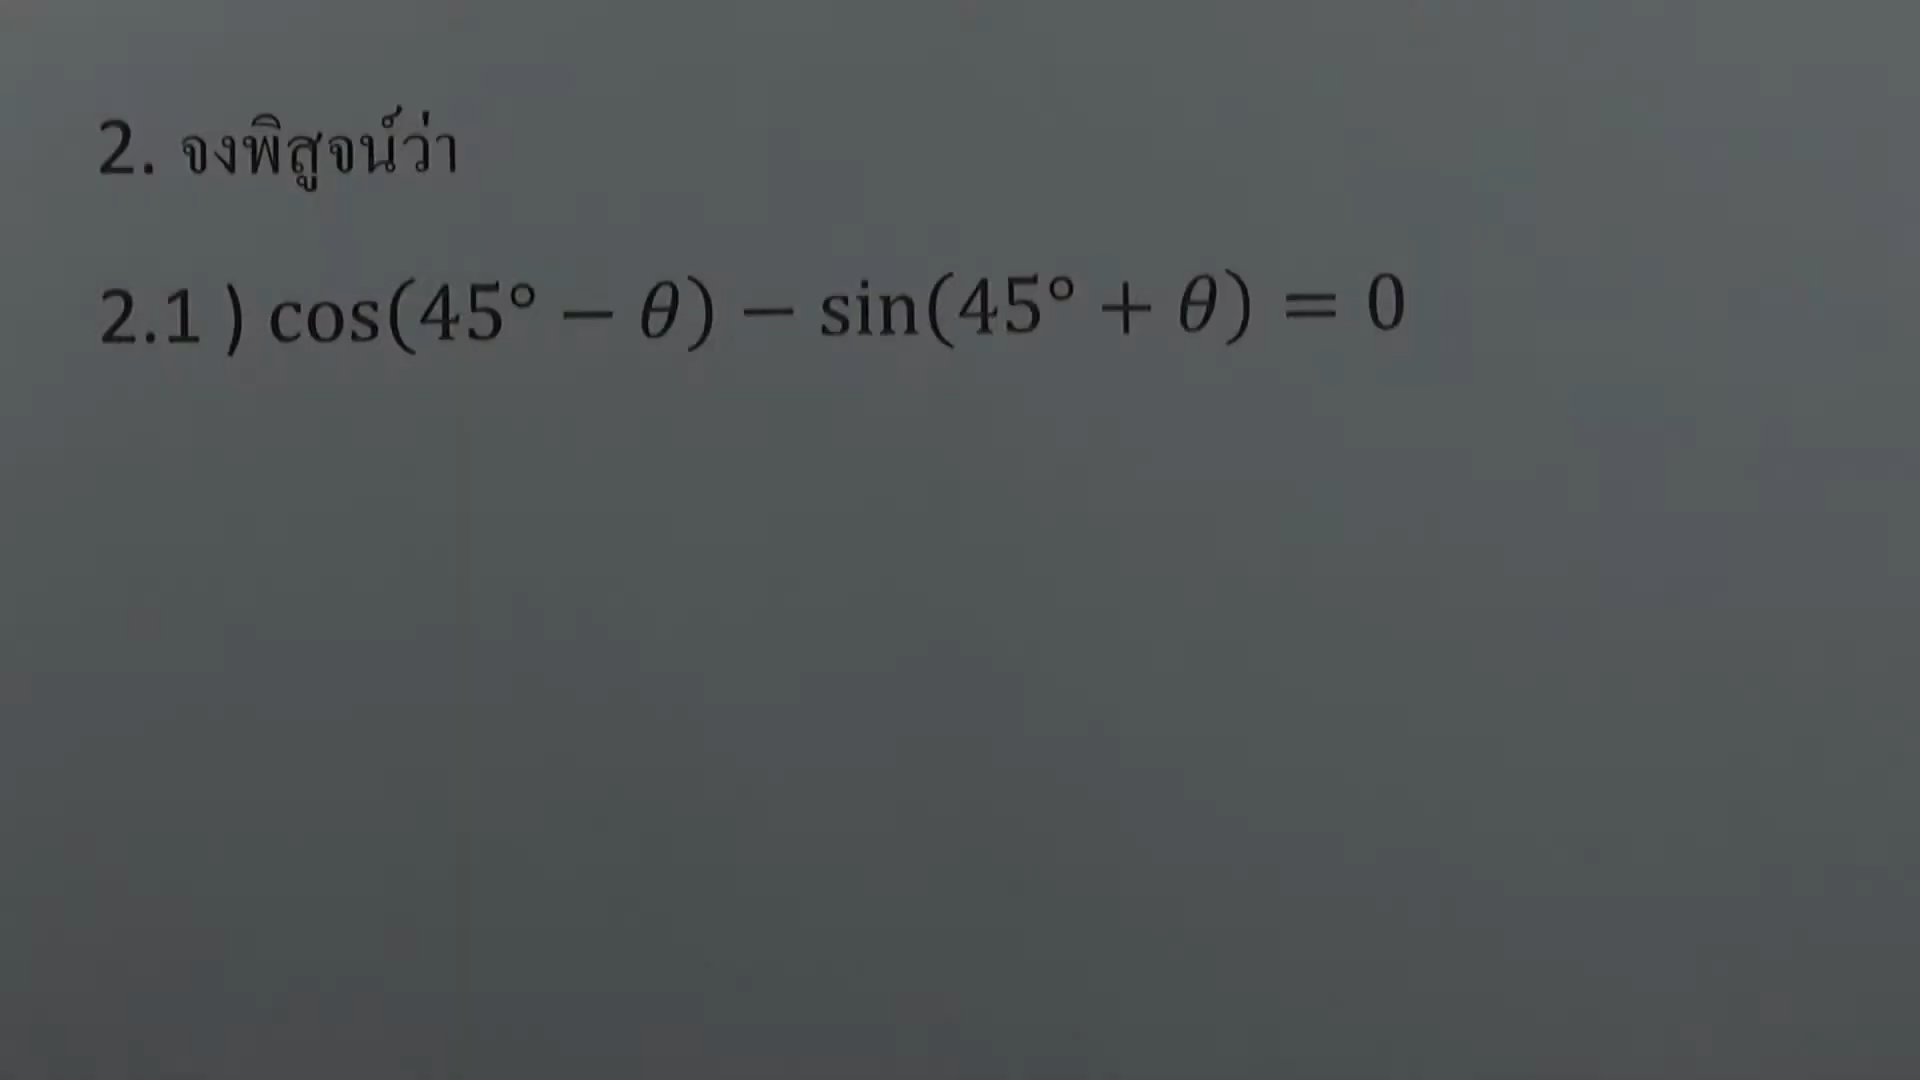 2. จงพิสูจน์ว่า
2.1 ) cos(45° − θ) − sin(45° + θ) = 0